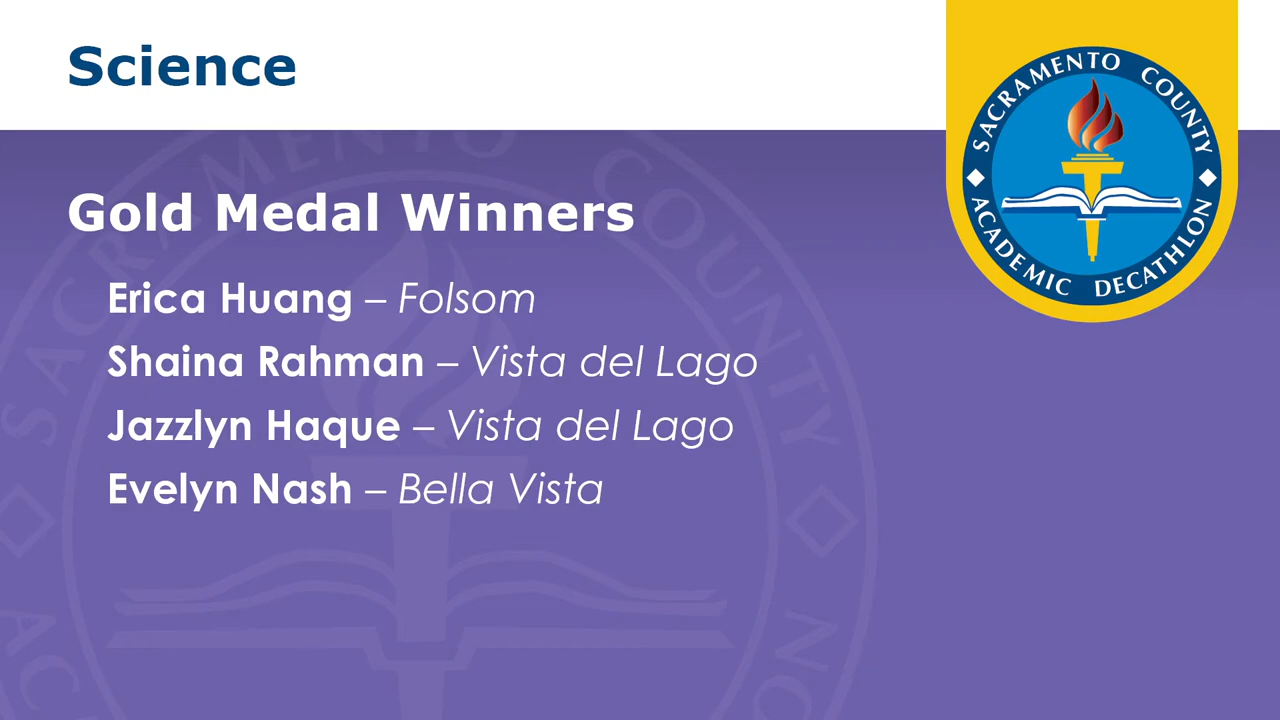 Science
SACRAMENTO COUNTY
ACADEMIC DECATHLON
Gold Medal Winners
Erica Huang – Folsom
Shaina Rahman – Vista del Lago
Jazzlyn Haque – Vista del Lago
Evelyn Nash – Bella Vista